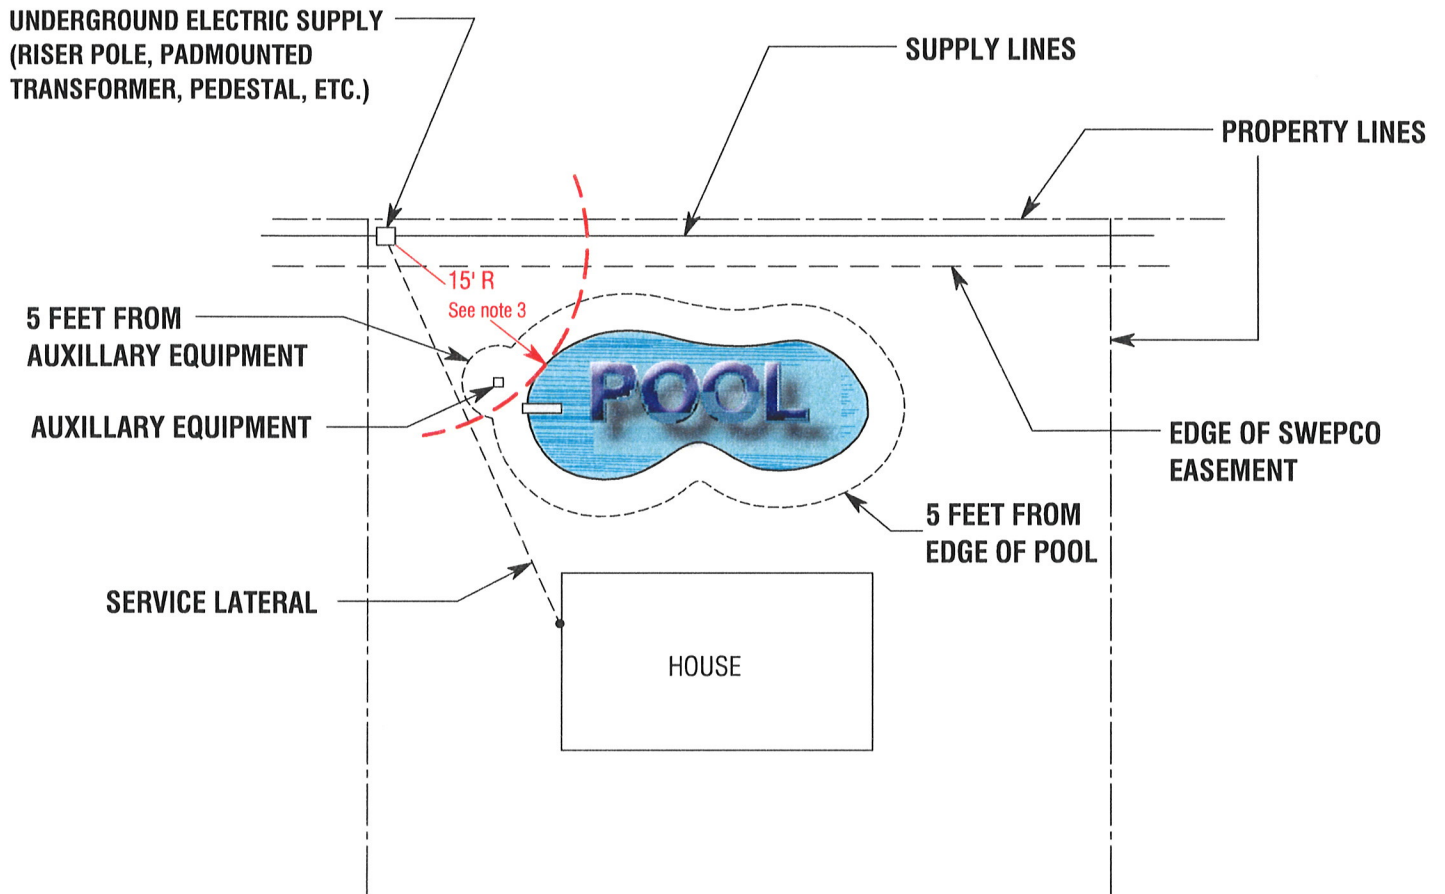 UNDERGROUND ELECTRIC SUPPLY
(RISER POLE, PADMOUNTED
TRANSFORMER, PEDESTAL, ETC.)
SUPPLY LINES
PROPERTY LINES
15' R
See note 3
5 FEET FROM
AUXILLARY EQUIPMENT
POOL
AUXILLARY EQUIPMENT
EDGE OF SWEPCO
EASEMENT
5 FEET FROM
EDGE OF POOL
SERVICE LATERAL
HOUSE